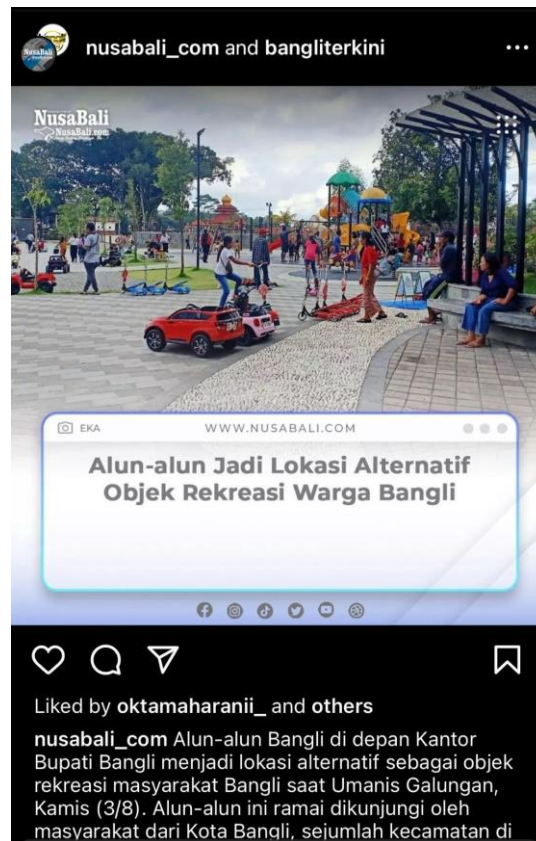 nusabali_com and bangliterkini
NusaBali
NusaBali.com
EKA
WWW.NUSABALI.COM
Alun-alun Jadi Lokasi Alternatif
Objek Rekreasi Warga Bangli
Liked by oktamaharanii_ and others
nusabali_com Alun-alun Bangli di depan Kantor
Bupati Bangli menjadi lokasi alternatif sebagai objek
rekreasi masyarakat Bangli saat Umanis Galungan,
Kamis (3/8). Alun-alun ini ramai dikunjungi oleh
masyarakat dari Kota Bangli, sejumlah kecamatan di